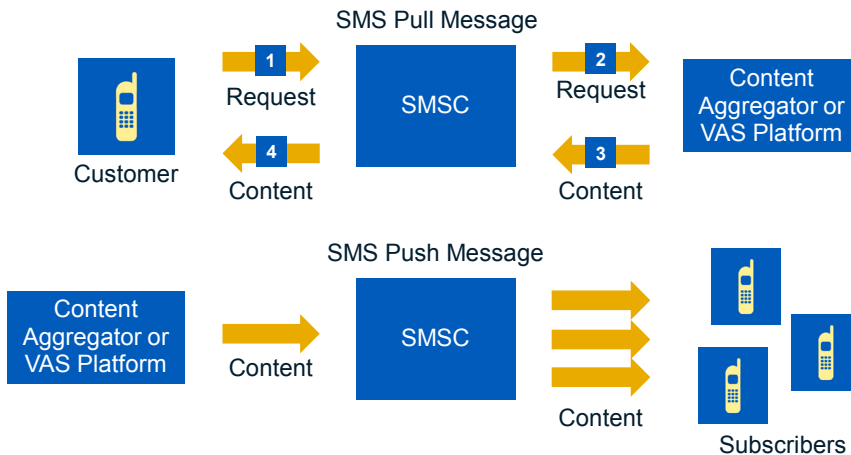 SMS Pull Message
1
2
Request
Request
SMSC
Content
Aggregator or
VAS Platform
4
3
Customer
Content
Content
SMS Push Message
Content
Aggregator or
VAS Platform
SMSC
Content
Content
Subscribers